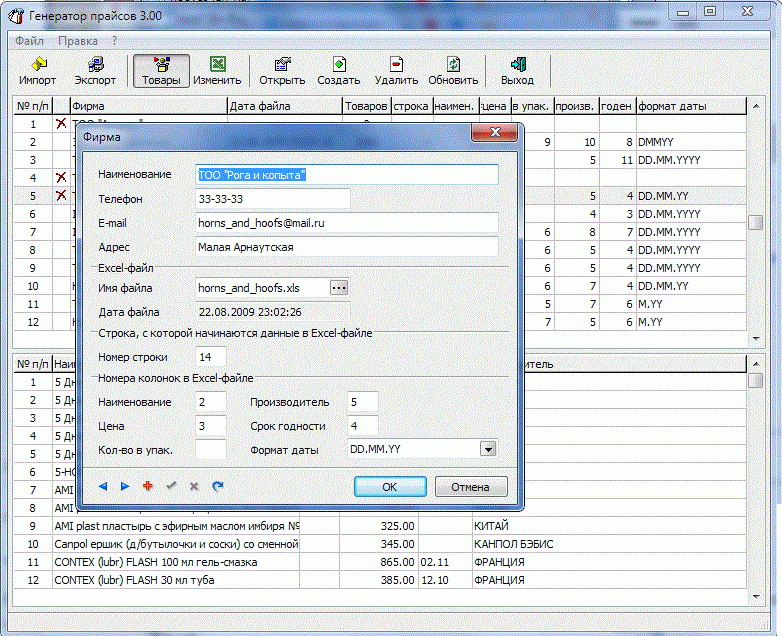 Генератор прайсов 3.00
Файл Правка ?
Импорт Экспорт Товары Изменить Открыть Создать Удалить Обновить Выход
№ п/п Фирма Дата файла Товаров строка наимен. цена в упак. произв. годен формат даты
1
2 9 10 8 DMMYY
3 5 11 DD.MM.YYYY
4
5 5 4 DD.MM.YY
6 4 3 DD.MM.YYYY
7 6 8 7 DD.MM.YYYY
8 6 5 4 DD.MM.YYYY
9 6 5 4 DD.MM.YYYY
10 6 7 4 DD.MM.YY
11 5 7 6 M.YY
12 7 5 6 M.YY
Фирма
Наименование ТОО "Рога и копыта"
Телефон 33-33-33
E-mail horns_and_hoofs@mail.ru
Адрес Малая Арнаутская
Excel-файл
Имя файла horns_and_hoofs.xls ...
Дата файла 22.08.2009 23:02:26
Строка, с которой начинаются данные в Excel-файле
Номер строки 14
Номера колонок в Excel-файле
Наименование 2 Производитель 5
Цена 3 Срок годности 4
Кол-во в упак. Формат даты DD.MM.YY
OK Отмена
№ п/п Наи итель
1 5 Дн
2 5 Дн
3 5 Дн
4 5 Дн
5 5 Дн
6 5-НО
7 AMI
8 AMI
9 AMI plast пластырь с эфирным маслом имбиря № 325.00 КИТАЙ
10 Canpol ершик (д/бутылочки и соски) со сменной 345.00 КАНПОЛ БЭБИС
11 CONTEX (lubr) FLASH 100 мл гель-смазка 865.00 02.11 ФРАНЦИЯ
12 CONTEX (lubr) FLASH 30 мл туба 385.00 12.10 ФРАНЦИЯ